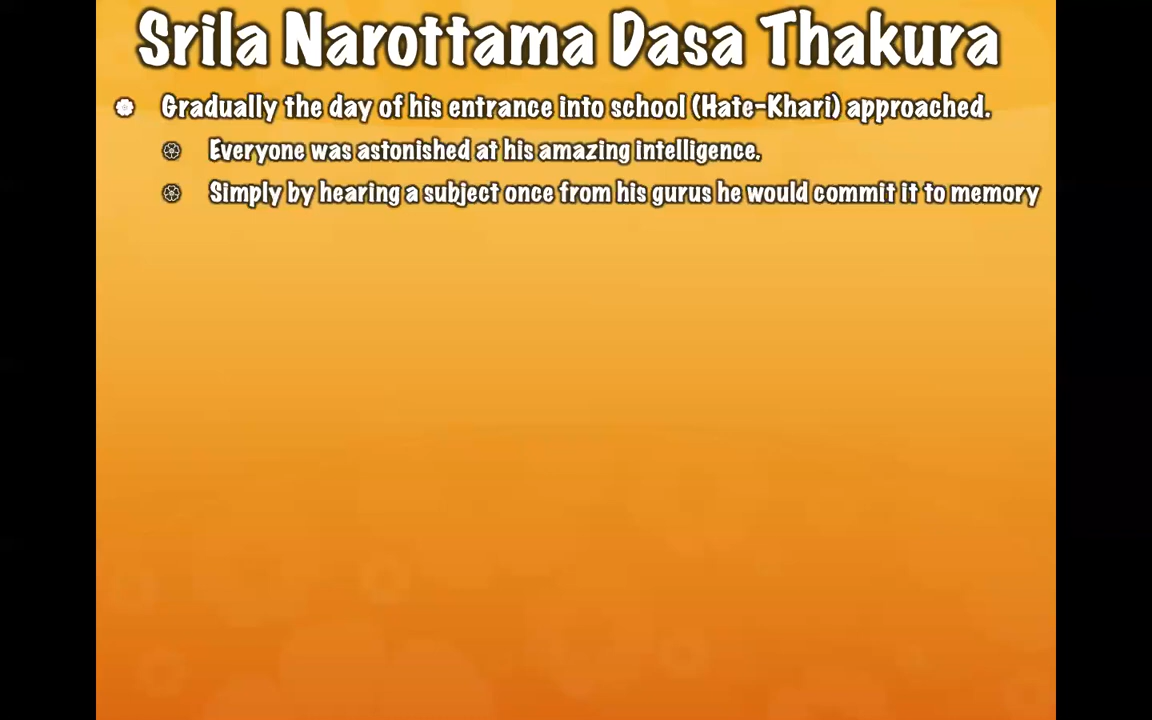 Srila Narottama Dasa Thakura
Gradually the day of his entrance into school (Hate-Khari) approached.
Everyone was astonished at his amazing intelligence.
Simply by hearing a subject once from his gurus he would commit it to memory